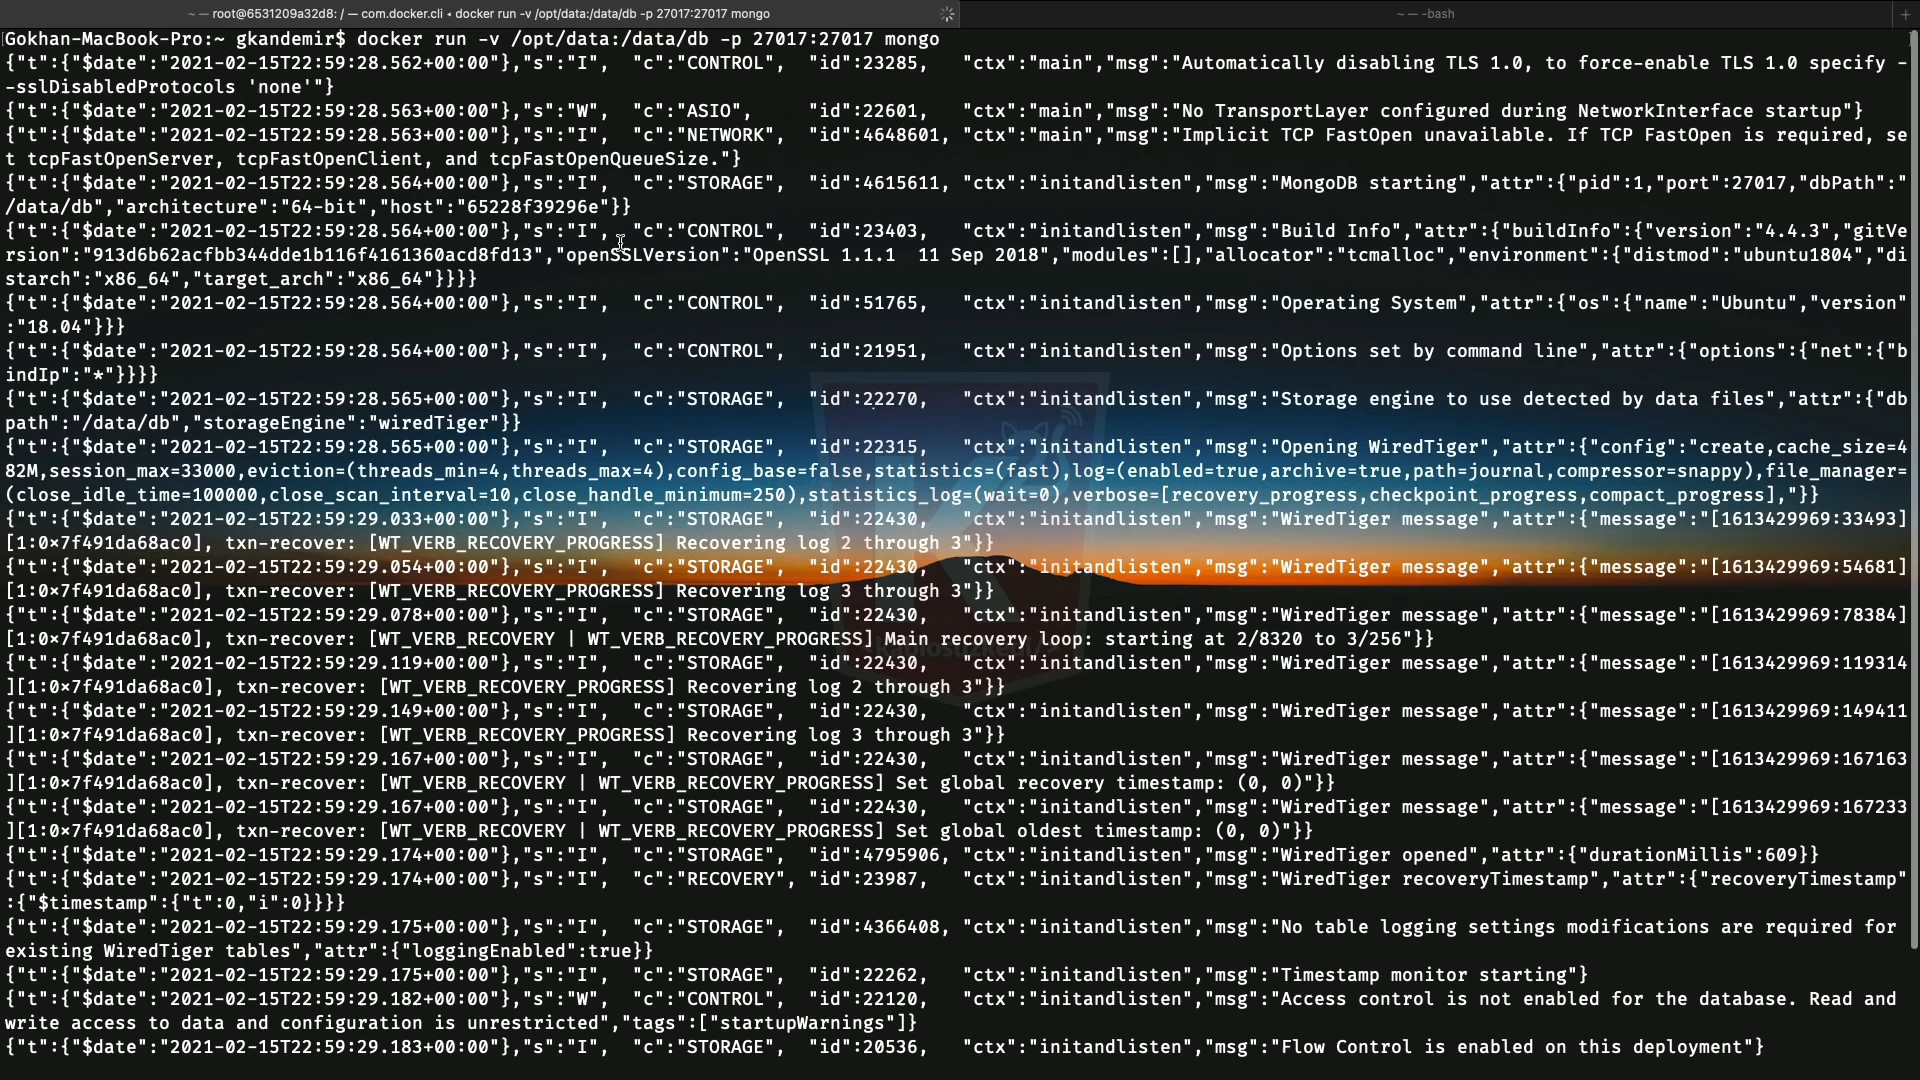 ~ — root@6531209a32d8: / — com.docker.cli ◂ docker run -v /opt/data:/data/db -p 27017:27017 mongo
~ — -bash
Gokhan-MacBook-Pro:~ gkandemir$ docker run -v /opt/data:/data/db -p 27017:27017 mongo
{"t":{"$date":"2021-02-15T22:59:28.562+00:00"},"s":"I",  "c":"CONTROL",  "id":23285,   "ctx":"main","msg":"Automatically disabling TLS 1.0, to force-enable TLS 1.0 specify -
-sslDisabledProtocols 'none'"}
{"t":{"$date":"2021-02-15T22:59:28.563+00:00"},"s":"W",  "c":"ASIO",     "id":22601,   "ctx":"main","msg":"No TransportLayer configured during NetworkInterface startup"}
{"t":{"$date":"2021-02-15T22:59:28.563+00:00"},"s":"I",  "c":"NETWORK",  "id":4648601, "ctx":"main","msg":"Implicit TCP FastOpen unavailable. If TCP FastOpen is required, se
t tcpFastOpenServer, tcpFastOpenClient, and tcpFastOpenQueueSize."}
{"t":{"$date":"2021-02-15T22:59:28.564+00:00"},"s":"I",  "c":"STORAGE",  "id":4615611, "ctx":"initandlisten","msg":"MongoDB starting","attr":{"pid":1,"port":27017,"dbPath":"
/data/db","architecture":"64-bit","host":"65228f39296e"}}
{"t":{"$date":"2021-02-15T22:59:28.564+00:00"},"s":"I",  "c":"CONTROL",  "id":23403,   "ctx":"initandlisten","msg":"Build Info","attr":{"buildInfo":{"version":"4.4.3","gitVe
rsion":"913d6b62acfbb344dde1b116f4161360acd8fd13","openSSLVersion":"OpenSSL 1.1.1  11 Sep 2018","modules":[],"allocator":"tcmalloc","environment":{"distmod":"ubuntu1804","di
starch":"x86_64","target_arch":"x86_64"}}}}
{"t":{"$date":"2021-02-15T22:59:28.564+00:00"},"s":"I",  "c":"CONTROL",  "id":51765,   "ctx":"initandlisten","msg":"Operating System","attr":{"os":{"name":"Ubuntu","version"
:"18.04"}}}
{"t":{"$date":"2021-02-15T22:59:28.564+00:00"},"s":"I",  "c":"CONTROL",  "id":21951,   "ctx":"initandlisten","msg":"Options set by command line","attr":{"options":{"net":{"b
indIp":"*"}}}}
{"t":{"$date":"2021-02-15T22:59:28.565+00:00"},"s":"I",  "c":"STORAGE",  "id":22270,   "ctx":"initandlisten","msg":"Storage engine to use detected by data files","attr":{"db
path":"/data/db","storageEngine":"wiredTiger"}}
{"t":{"$date":"2021-02-15T22:59:28.565+00:00"},"s":"I",  "c":"STORAGE",  "id":22315,   "ctx":"initandlisten","msg":"Opening WiredTiger","attr":{"config":"create,cache_size=4
82M,session_max=33000,eviction=(threads_min=4,threads_max=4),config_base=false,statistics=(fast),log=(enabled=true,archive=true,path=journal,compressor=snappy),file_manager=
(close_idle_time=100000,close_scan_interval=10,close_handle_minimum=250),statistics_log=(wait=0),verbose=[recovery_progress,checkpoint_progress,compact_progress],"}}
{"t":{"$date":"2021-02-15T22:59:29.033+00:00"},"s":"I",  "c":"STORAGE",  "id":22430,   "ctx":"initandlisten","msg":"WiredTiger message","attr":{"message":"[1613429969:33493]
[1:0×7f491da68ac0], txn-recover: [WT_VERB_RECOVERY_PROGRESS] Recovering log 2 through 3"}}
{"t":{"$date":"2021-02-15T22:59:29.054+00:00"},"s":"I",  "c":"STORAGE",  "id":22430,   "ctx":"initandlisten","msg":"WiredTiger message","attr":{"message":"[1613429969:54681]
[1:0×7f491da68ac0], txn-recover: [WT_VERB_RECOVERY_PROGRESS] Recovering log 3 through 3"}}
{"t":{"$date":"2021-02-15T22:59:29.078+00:00"},"s":"I",  "c":"STORAGE",  "id":22430,   "ctx":"initandlisten","msg":"WiredTiger message","attr":{"message":"[1613429969:78384]
[1:0×7f491da68ac0], txn-recover: [WT_VERB_RECOVERY | WT_VERB_RECOVERY_PROGRESS] Main recovery loop: starting at 2/8320 to 3/256"}}
{"t":{"$date":"2021-02-15T22:59:29.119+00:00"},"s":"I",  "c":"STORAGE",  "id":22430,   "ctx":"initandlisten","msg":"WiredTiger message","attr":{"message":"[1613429969:119314
][1:0×7f491da68ac0], txn-recover: [WT_VERB_RECOVERY_PROGRESS] Recovering log 2 through 3"}}
{"t":{"$date":"2021-02-15T22:59:29.149+00:00"},"s":"I",  "c":"STORAGE",  "id":22430,   "ctx":"initandlisten","msg":"WiredTiger message","attr":{"message":"[1613429969:149411
][1:0×7f491da68ac0], txn-recover: [WT_VERB_RECOVERY_PROGRESS] Recovering log 3 through 3"}}
{"t":{"$date":"2021-02-15T22:59:29.167+00:00"},"s":"I",  "c":"STORAGE",  "id":22430,   "ctx":"initandlisten","msg":"WiredTiger message","attr":{"message":"[1613429969:167163
][1:0×7f491da68ac0], txn-recover: [WT_VERB_RECOVERY | WT_VERB_RECOVERY_PROGRESS] Set global recovery timestamp: (0, 0)"}}
{"t":{"$date":"2021-02-15T22:59:29.167+00:00"},"s":"I",  "c":"STORAGE",  "id":22430,   "ctx":"initandlisten","msg":"WiredTiger message","attr":{"message":"[1613429969:167233
][1:0×7f491da68ac0], txn-recover: [WT_VERB_RECOVERY | WT_VERB_RECOVERY_PROGRESS] Set global oldest timestamp: (0, 0)"}}
{"t":{"$date":"2021-02-15T22:59:29.174+00:00"},"s":"I",  "c":"STORAGE",  "id":4795906, "ctx":"initandlisten","msg":"WiredTiger opened","attr":{"durationMillis":609}}
{"t":{"$date":"2021-02-15T22:59:29.174+00:00"},"s":"I",  "c":"RECOVERY", "id":23987,   "ctx":"initandlisten","msg":"WiredTiger recoveryTimestamp","attr":{"recoveryTimestamp"
:{"$timestamp":{"t":0,"i":0}}}}
{"t":{"$date":"2021-02-15T22:59:29.175+00:00"},"s":"I",  "c":"STORAGE",  "id":4366408, "ctx":"initandlisten","msg":"No table logging settings modifications are required for
existing WiredTiger tables","attr":{"loggingEnabled":true}}
{"t":{"$date":"2021-02-15T22:59:29.175+00:00"},"s":"I",  "c":"STORAGE",  "id":22262,   "ctx":"initandlisten","msg":"Timestamp monitor starting"}
{"t":{"$date":"2021-02-15T22:59:29.182+00:00"},"s":"W",  "c":"CONTROL",  "id":22120,   "ctx":"initandlisten","msg":"Access control is not enabled for the database. Read and
write access to data and configuration is unrestricted","tags":["startupWarnings"]}
{"t":{"$date":"2021-02-15T22:59:29.183+00:00"},"s":"I",  "c":"STORAGE",  "id":20536,   "ctx":"initandlisten","msg":"Flow Control is enabled on this deployment"}